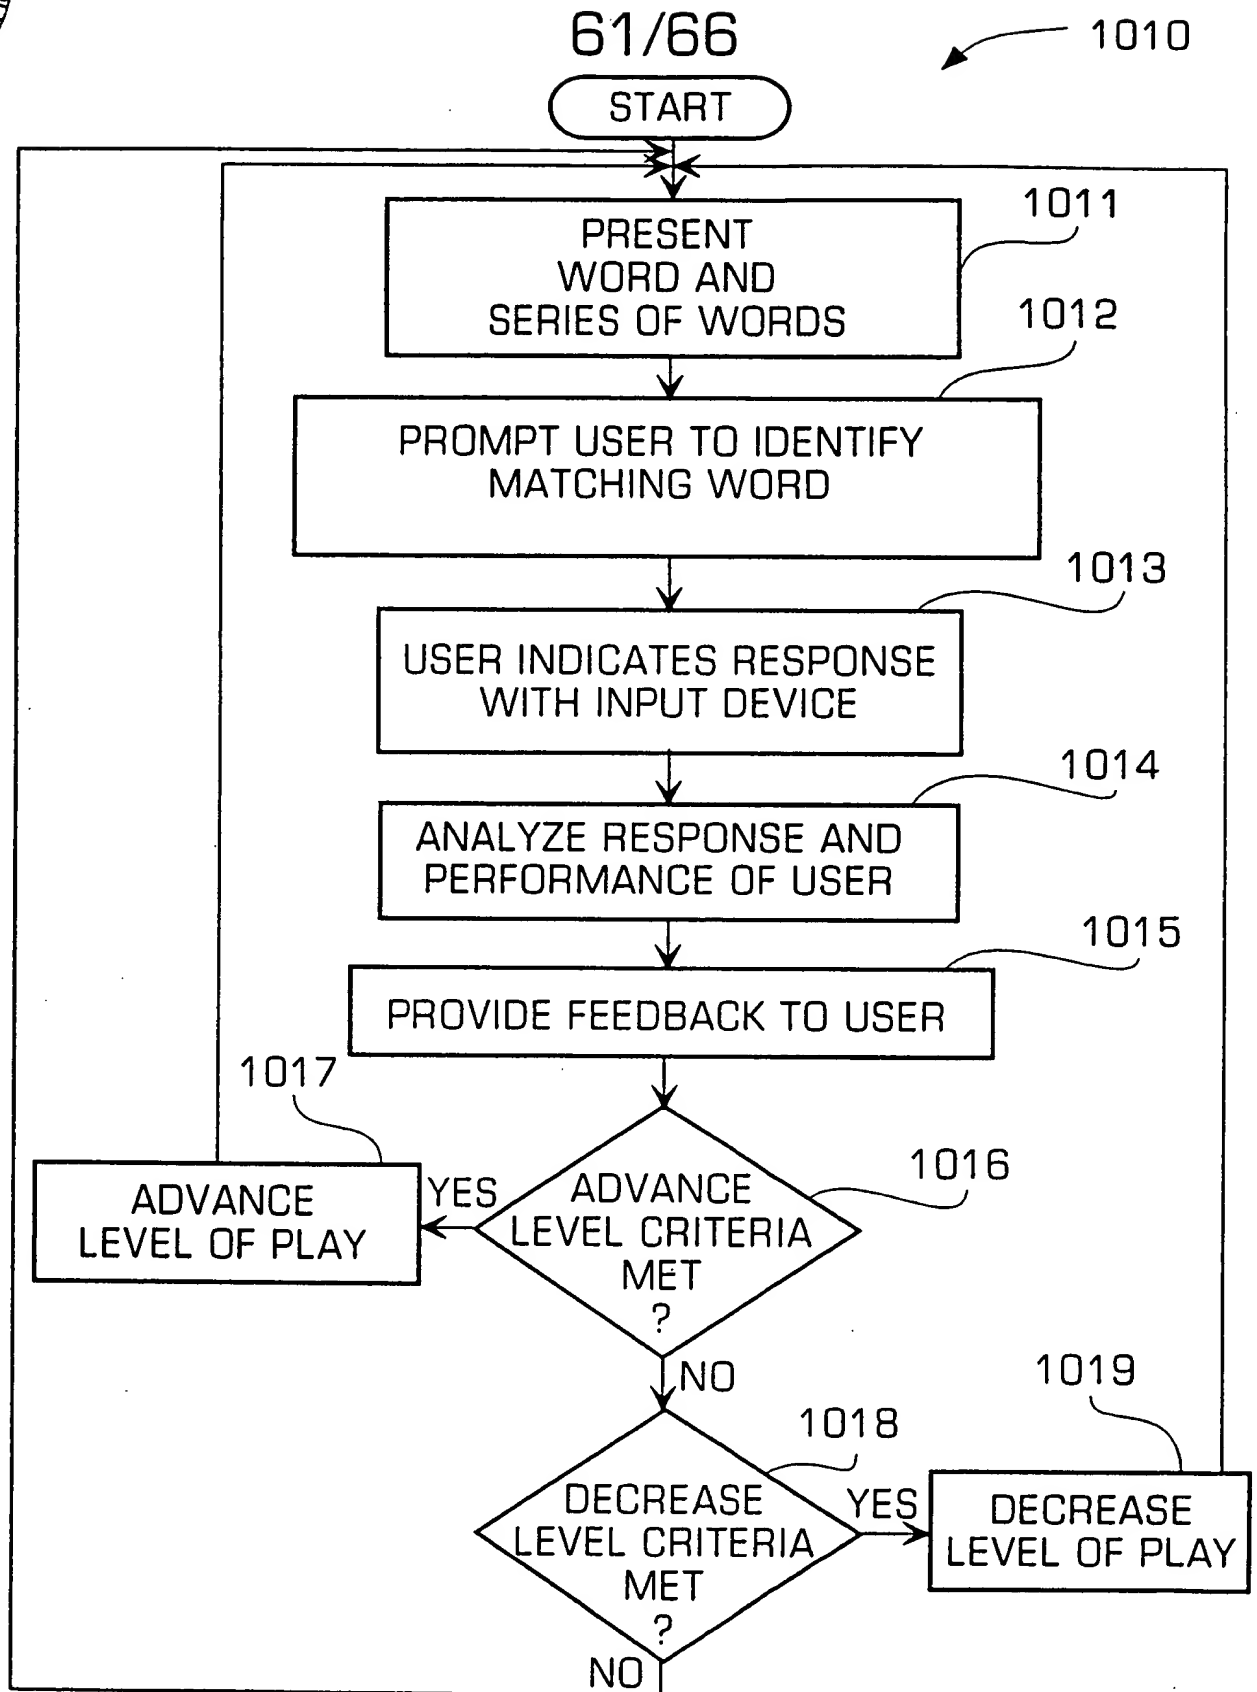 61/66
1010
START
1011
PRESENT
WORD AND
SERIES OF WORDS
1012
PROMPT USER TO IDENTIFY
MATCHING WORD
1013
USER INDICATES RESPONSE
WITH INPUT DEVICE
1014
ANALYZE RESPONSE AND
PERFORMANCE OF USER
1015
PROVIDE FEEDBACK TO USER
1017
1016
ADVANCE
LEVEL OF PLAY
YES
ADVANCE
LEVEL CRITERIA
MET
?
NO
1019
1018
DECREASE
LEVEL CRITERIA
MET
?
YES
DECREASE
LEVEL OF PLAY
NO